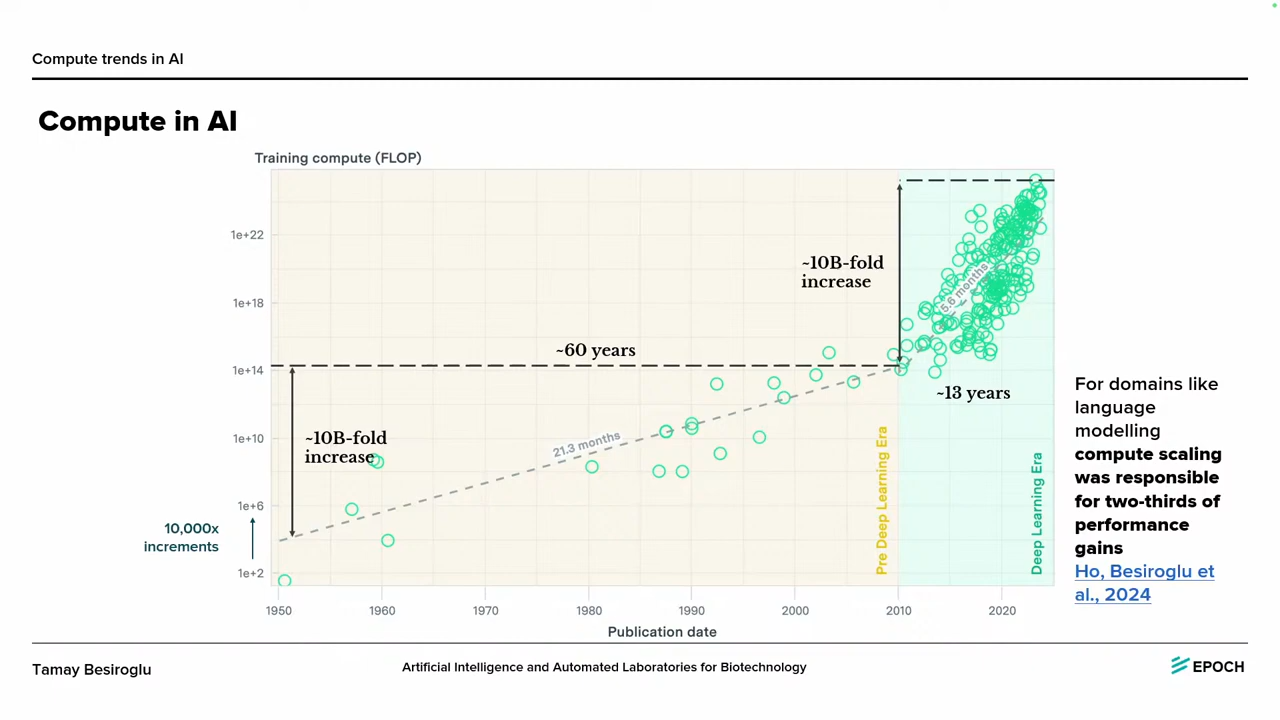 Compute trends in AI
Compute in AI
Training compute (FLOP)
1e+22
1e+18
1e+14
1e+10
1e+6
1e+2
~10B-fold
increase
~60 years
5.6 months
~13 years
~10B-fold
increase
21.3 months
10,000x
increments
Pre Deep Learning Era
Deep Learning Era
1950
1960
1970
1980
1990
2000
2010
2020
Publication date
For domains like
language
modelling
compute scaling
was responsible
for two-thirds of
performance
gains
Ho, Besiroglu et
al., 2024
Tamay Besiroglu
Artificial Intelligence and Automated Laboratories for Biotechnology
EPOCH